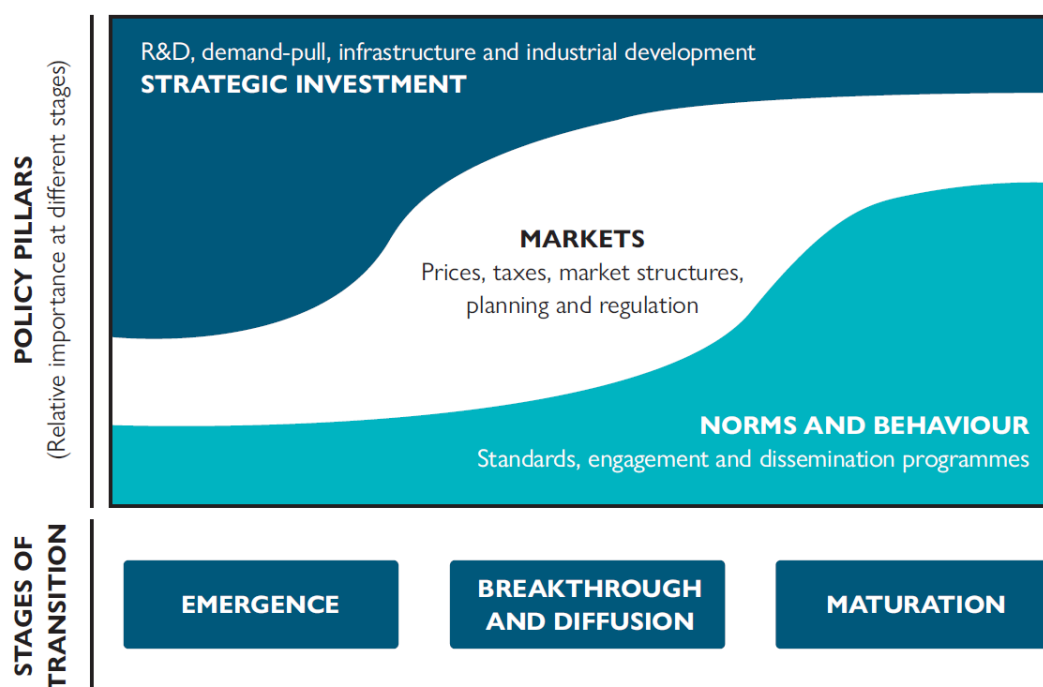 POLICY PILLARS
(Relative importance at different stages)
R&D, demand-pull, infrastructure and industrial development
STRATEGIC INVESTMENT
MARKETS
Prices, taxes, market structures,
planning and regulation
NORMS AND BEHAVIOUR
Standards, engagement and dissemination programmes
STAGES OF
TRANSITION
EMERGENCE
BREAKTHROUGH
AND DIFFUSION
MATURATION